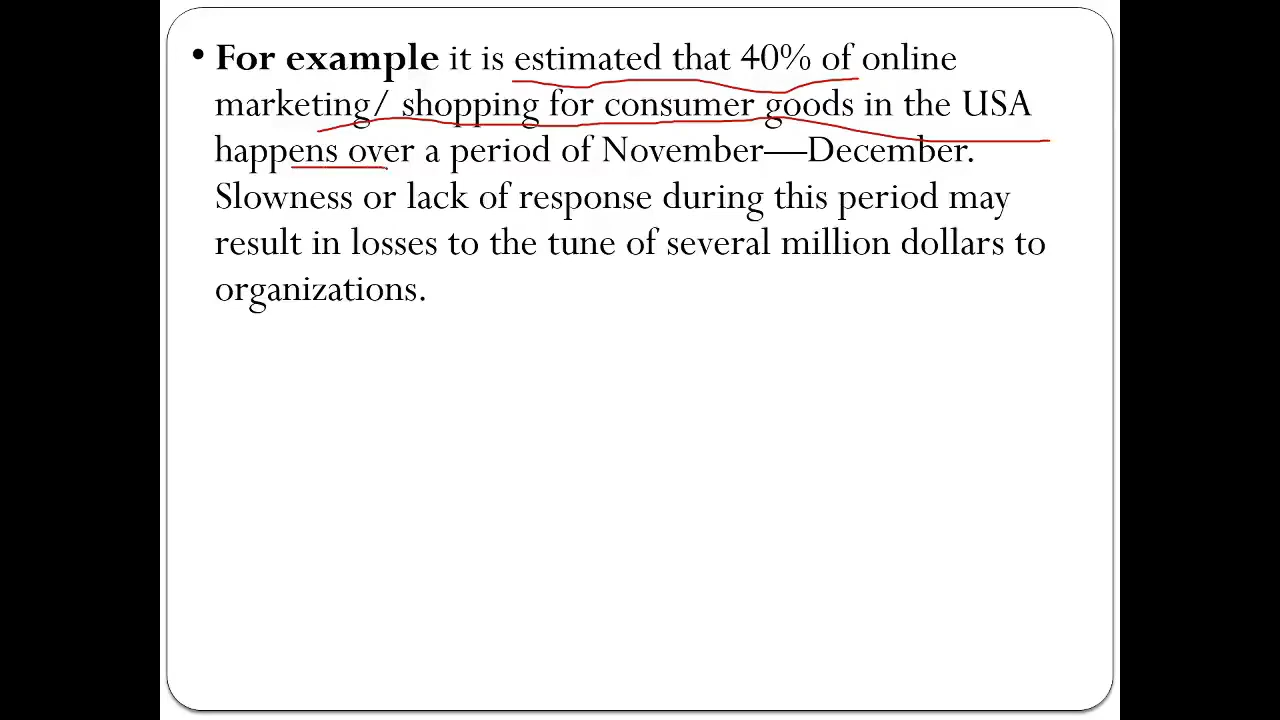 • For example it is estimated that 40% of online
marketing/ shopping for consumer goods in the USA
happens over a period of November—December.
Slowness or lack of response during this period may
result in losses to the tune of several million dollars to
organizations.